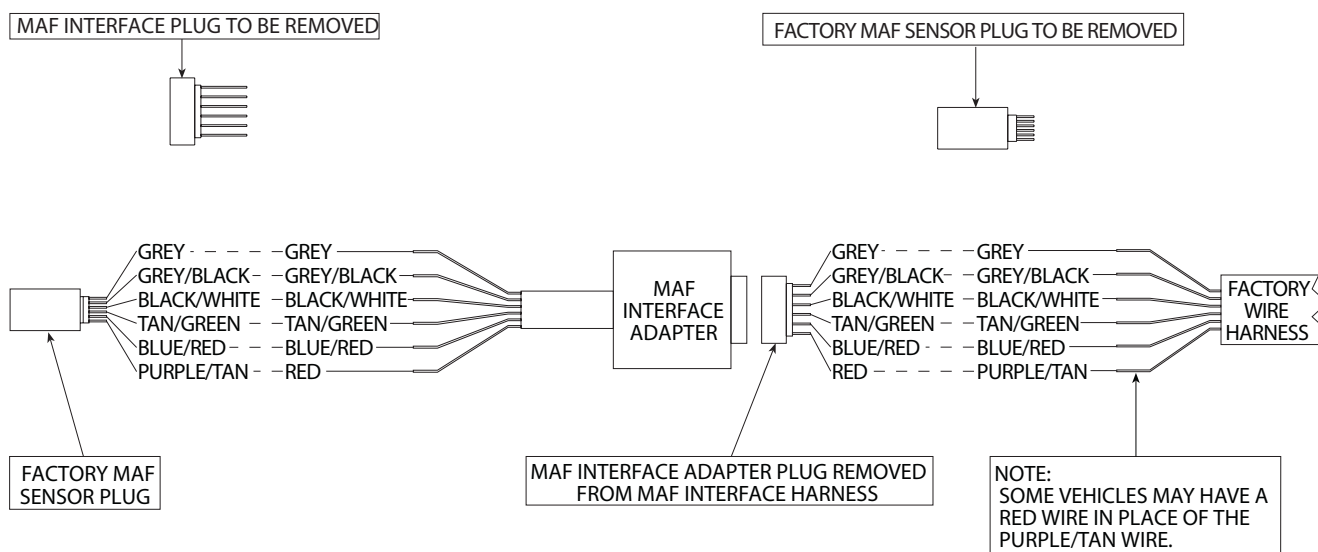 MAF INTERFACE PLUG TO BE REMOVED
FACTORY MAF SENSOR PLUG TO BE REMOVED
GREY GREY
GREY/BLACK GREY/BLACK
BLACK/WHITE BLACK/WHITE
TAN/GREEN TAN/GREEN
BLUE/RED BLUE/RED
PURPLE/TAN RED
MAF
INTERFACE
ADAPTER
GREY GREY
GREY/BLACK GREY/BLACK
BLACK/WHITE BLACK/WHITE
TAN/GREEN TAN/GREEN
BLUE/RED BLUE/RED
RED PURPLE/TAN
FACTORY
WIRE
HARNESS
FACTORY MAF
SENSOR PLUG
MAF INTERFACE ADAPTER PLUG REMOVED
FROM MAF INTERFACE HARNESS
NOTE:
SOME VEHICLES MAY HAVE A
RED WIRE IN PLACE OF THE
PURPLE/TAN WIRE.